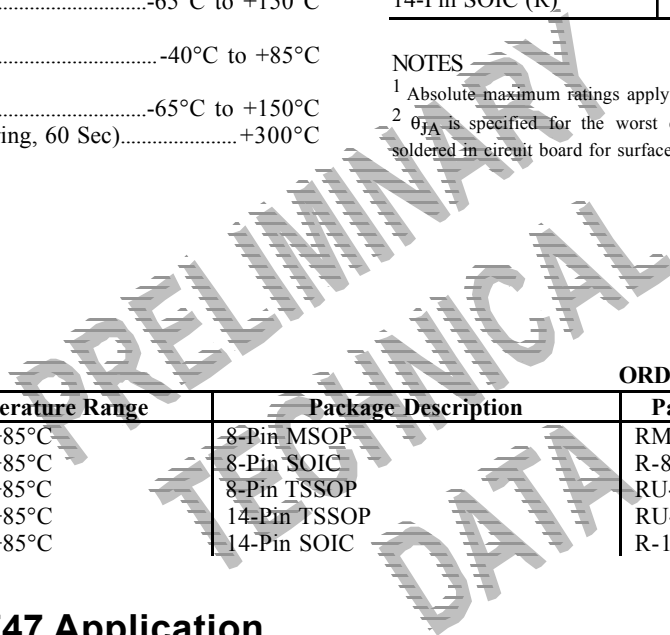 -65°C to +150°C
14-Pin SOIC (R)
-40°C to +85°C
NOTES
-65°C to +150°C
1 Absolute maximum ratings apply
ing, 60 Sec).....................+300°C
2 θJA is specified for the worst
soldered in circuit board for surface
PRELIMINARY
TECHNICAL
DATA
ORD
erature Range Package Description Pa
85°C 8-Pin MSOP RM
85°C 8-Pin SOIC R-8
85°C 8-Pin TSSOP RU-
85°C 14-Pin TSSOP RU-
85°C 14-Pin SOIC R-1
47 Application